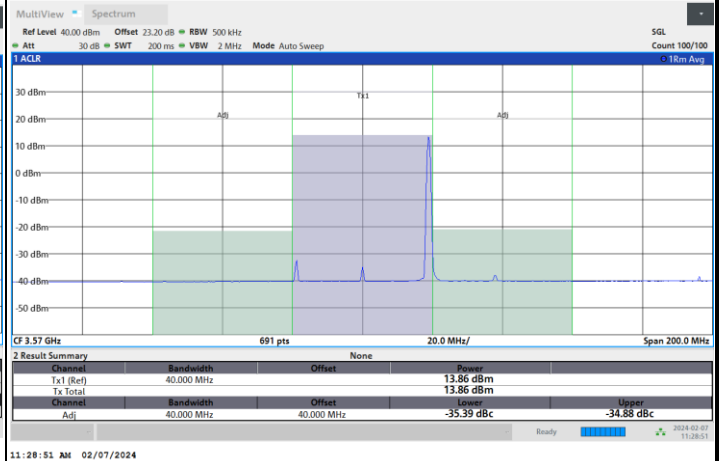 MultiView Spectrum
Ref Level 40.00 dBm Offset 23.20 dB RBW 500 kHz SGL
Att 30 dB SWT 200 ms VBW 2 MHz Mode Auto Sweep Count 100/100
1 ACLR 1Rm Avg
30 dBm
Tx1
20 dBm
Adj Adj
10 dBm
0 dBm
-10 dBm
-20 dBm
-30 dBm
-40 dBm
-50 dBm
CF 3.57 GHz 691 pts 20.0 MHz/ Span 200.0 MHz
2 Result Summary None
Channel Bandwidth Offset Power
Tx1 (Ref) 40.000 MHz 13.86 dBm
Tx Total 13.86 dBm
Channel Bandwidth Offset Lower Upper
Adj 40.000 MHz 40.000 MHz -35.39 dBc -34.88 dBc
Ready 2024-02-07
11:28:51
11:28:51 AM 02/07/2024